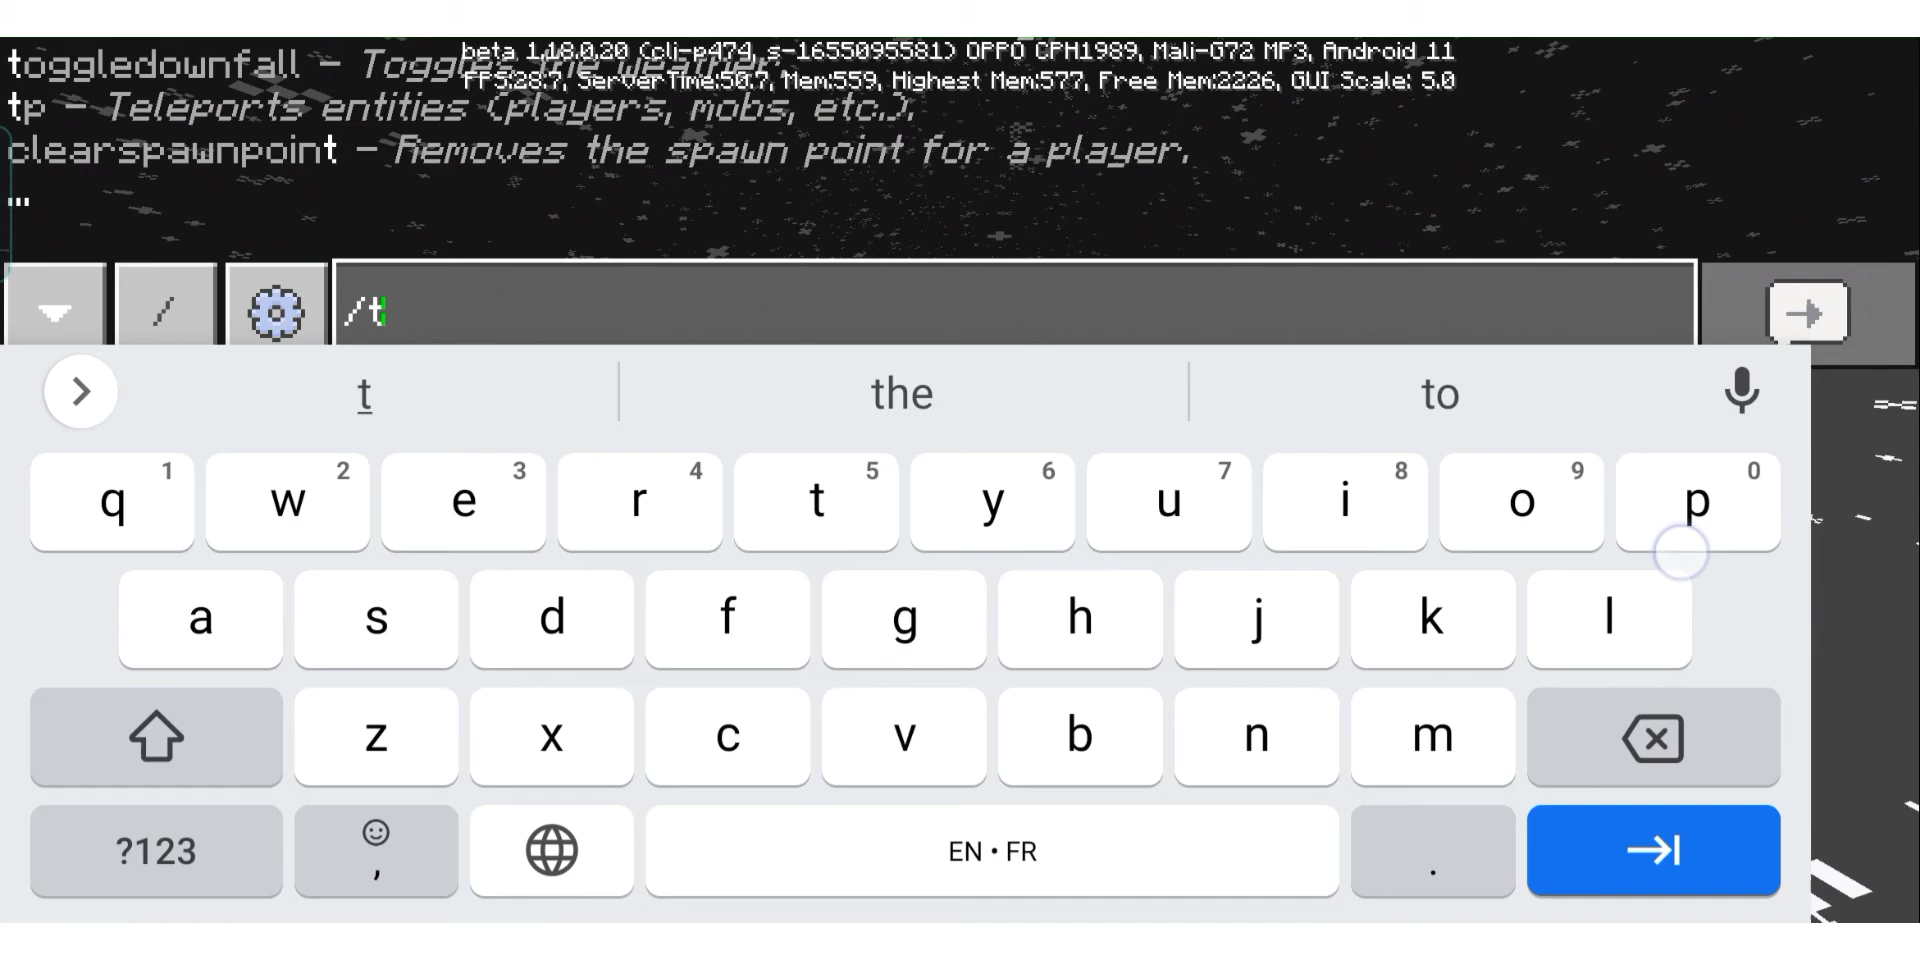 beta 1.18.0.20 (cli-p474, s-1655095581) OPPO CPH1989, Mali-G72 MP3, Android 11
toggledownfall – Toggles the weather.
FPS:28.7, ServerTime:50.7, Mem:559, Highest Mem:577, Free Mem:2226, GUI Scale: 5.0
tp – Teleports entities (players, mobs, etc.).
clearspawnpoint – Removes the spawn point for a player.
...
/
/t
t the to
q 1 w 2 e 3 r 4 t 5 y 6 u 7 i 8 o 9 p 0
a s d f g h j k l
z x c v b n m
?123 , EN • FR .